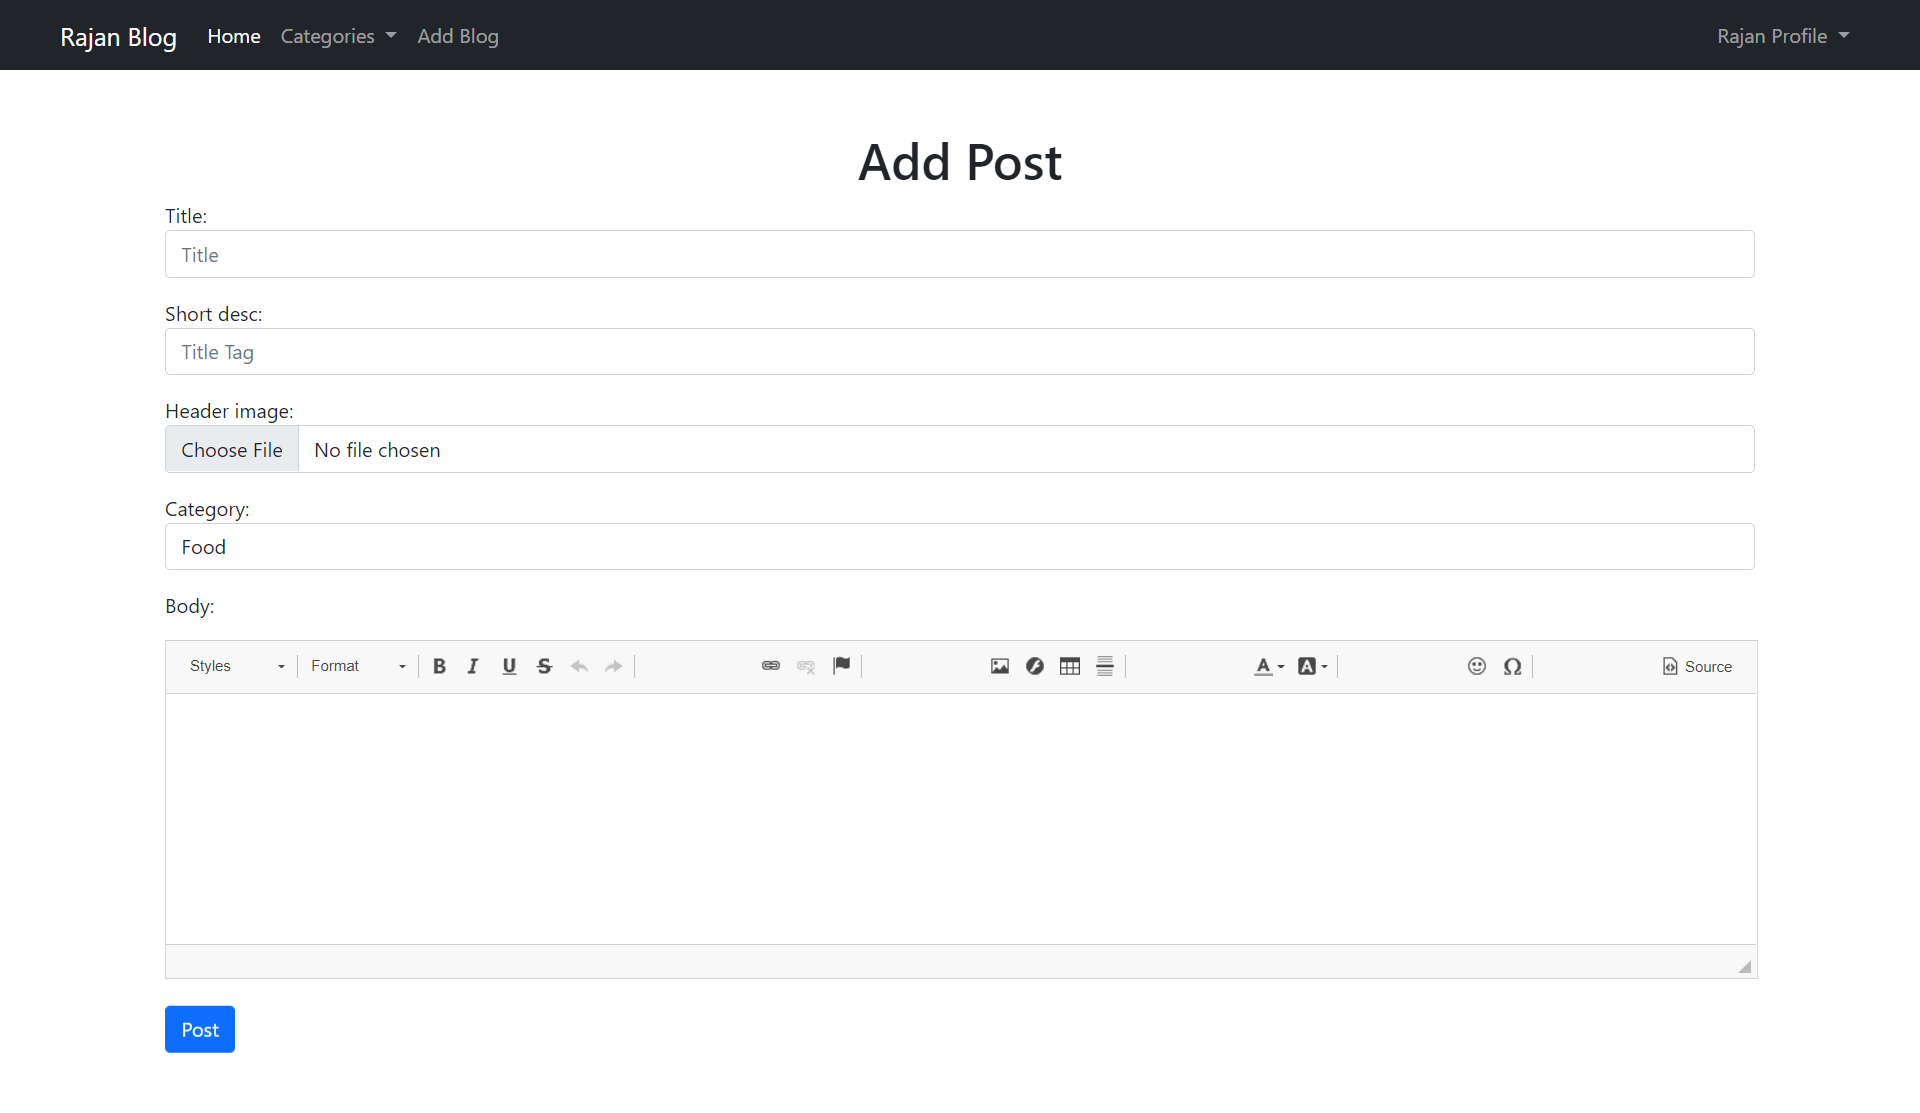 Rajan Blog Home Categories Add Blog Rajan Profile
Add Post
Title:
Title
Short desc:
Title Tag
Header image:
Choose File No file chosen
Category:
Food
Body:
Styles Format B I U S A A Ω Source
Post